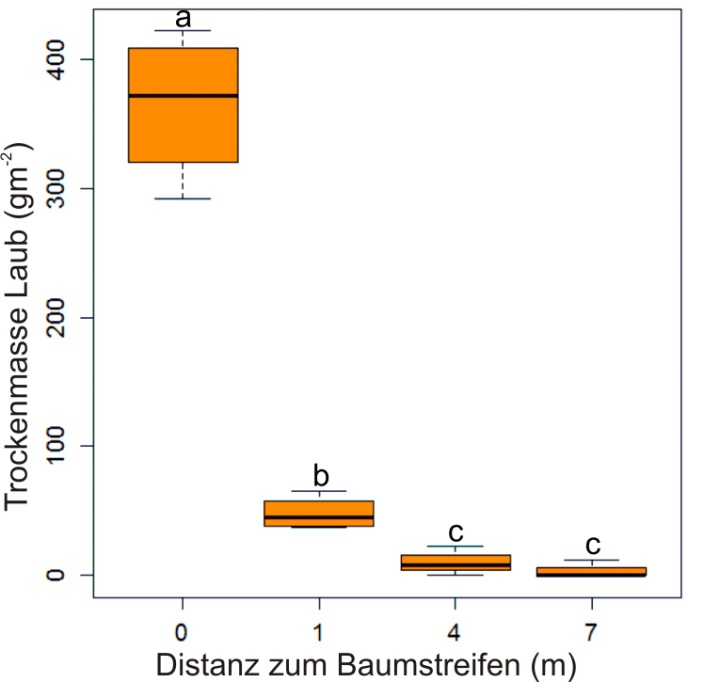 a
400
300
200
100
0
b
c
c
Trockenmasse Laub (gm⁻²)
0 1 4 7
Distanz zum Baumstreifen (m)